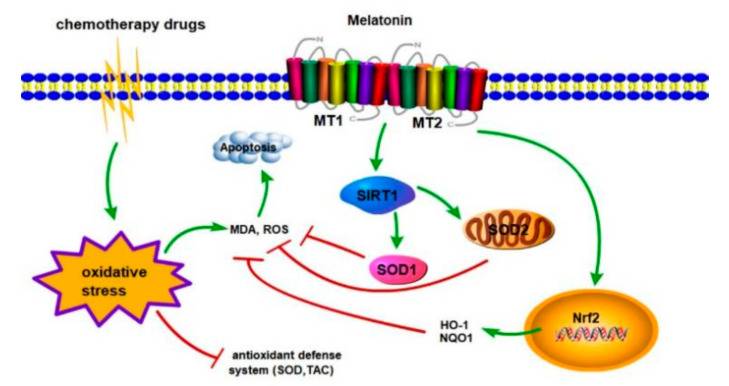 chemotherapy drugs
Melatonin
N
N
MT1
C
MT2
C
Apoptosis
SIRT1
MDA, ROS
SOD2
SOD1
oxidative
stress
Nrf2
HO-1
NQO1
antioxidant defense
system (SOD,TAC)